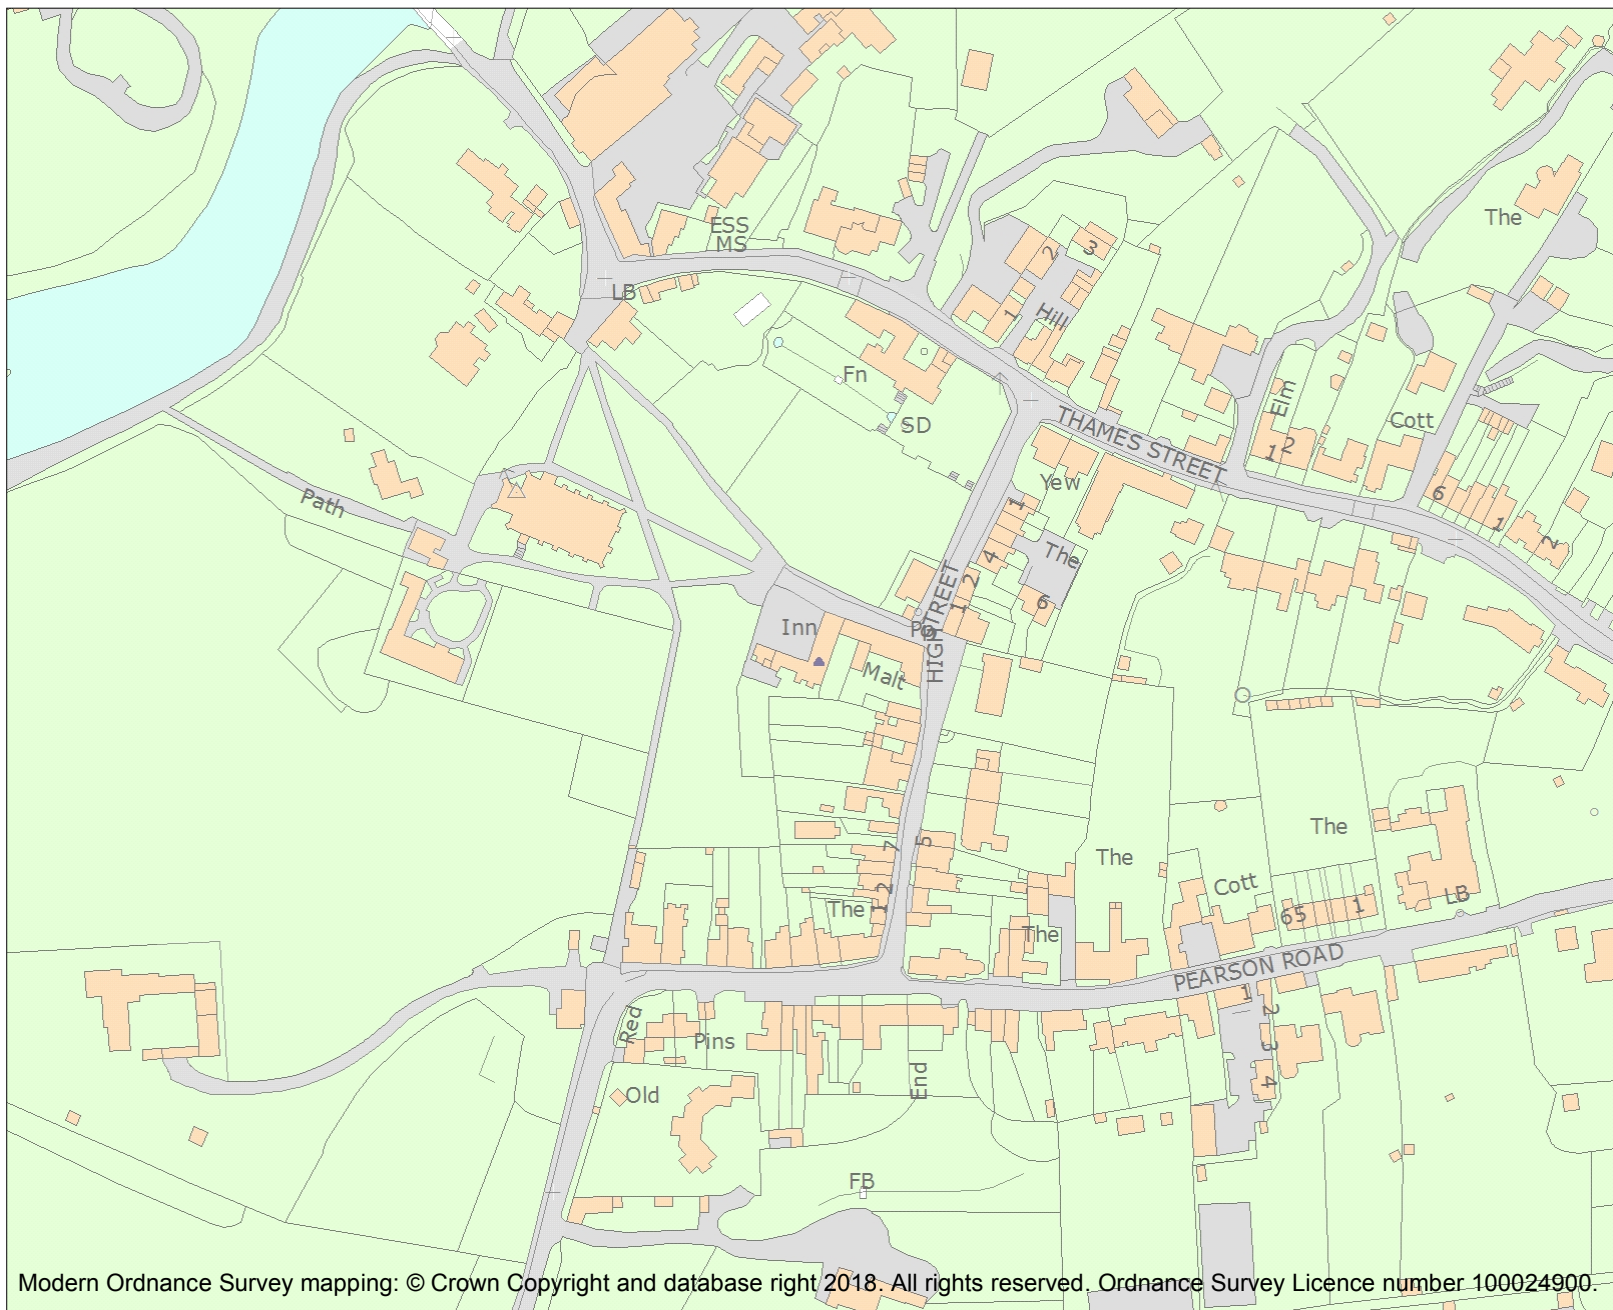 The
ESS
MS
2
3
LB
1
Hill
Fn
SD
THAMES STREET
Elm
1 2
Cott
6
1
2
Yew
Path
1
4
The
2
1
6
HIGH STREET
Inn
Malt
The
The
7
5
The
1 2
The
Cott
65
1
LB
PEARSON ROAD
Red
Pins
Old
End
1
2
3
4
FB
Modern Ordnance Survey mapping: © Crown Copyright and database right 2018. All rights reserved. Ordnance Survey Licence number 100024900.